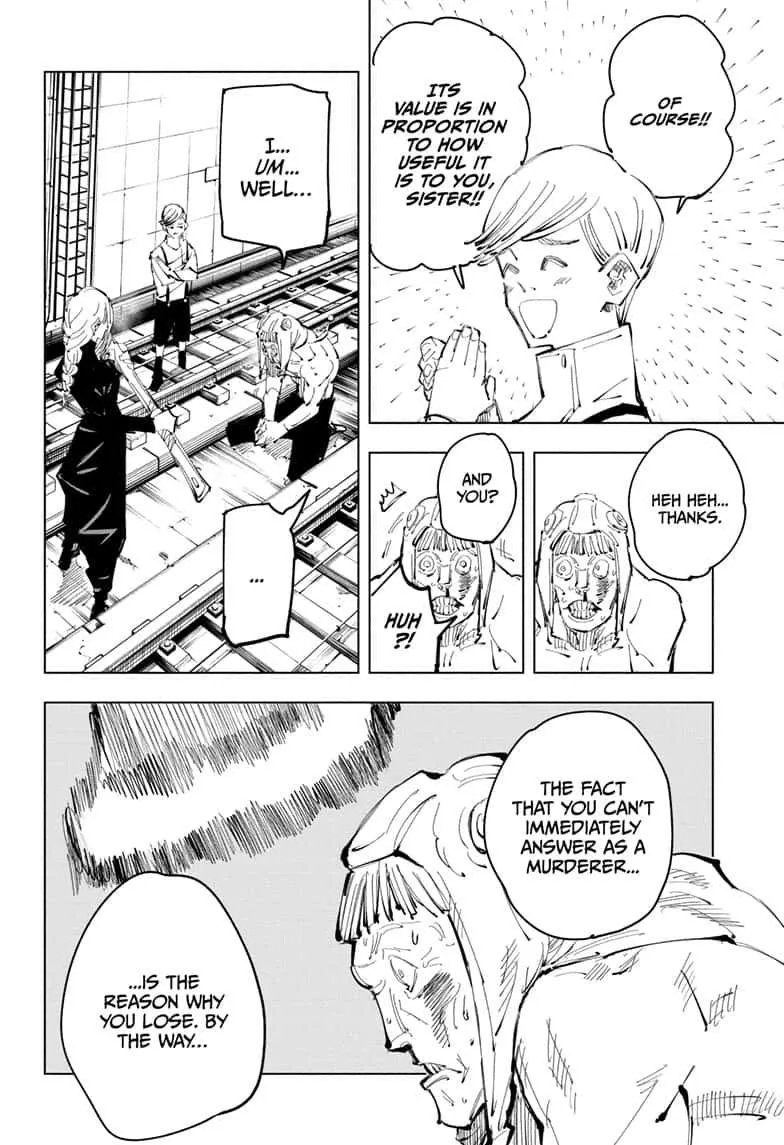 OF
COURSE!!
ITS
VALUE IS IN
PROPORTION
TO HOW
USEFUL IT
IS TO YOU,
SISTER!!
I...
UM...
WELL...
...
HEH HEH...
THANKS.
AND
YOU?
HUH
?!
THE FACT
THAT YOU CAN'T
IMMEDIATELY
ANSWER AS A
MURDERER...
...IS THE
REASON WHY
YOU LOSE. BY
THE WAY...